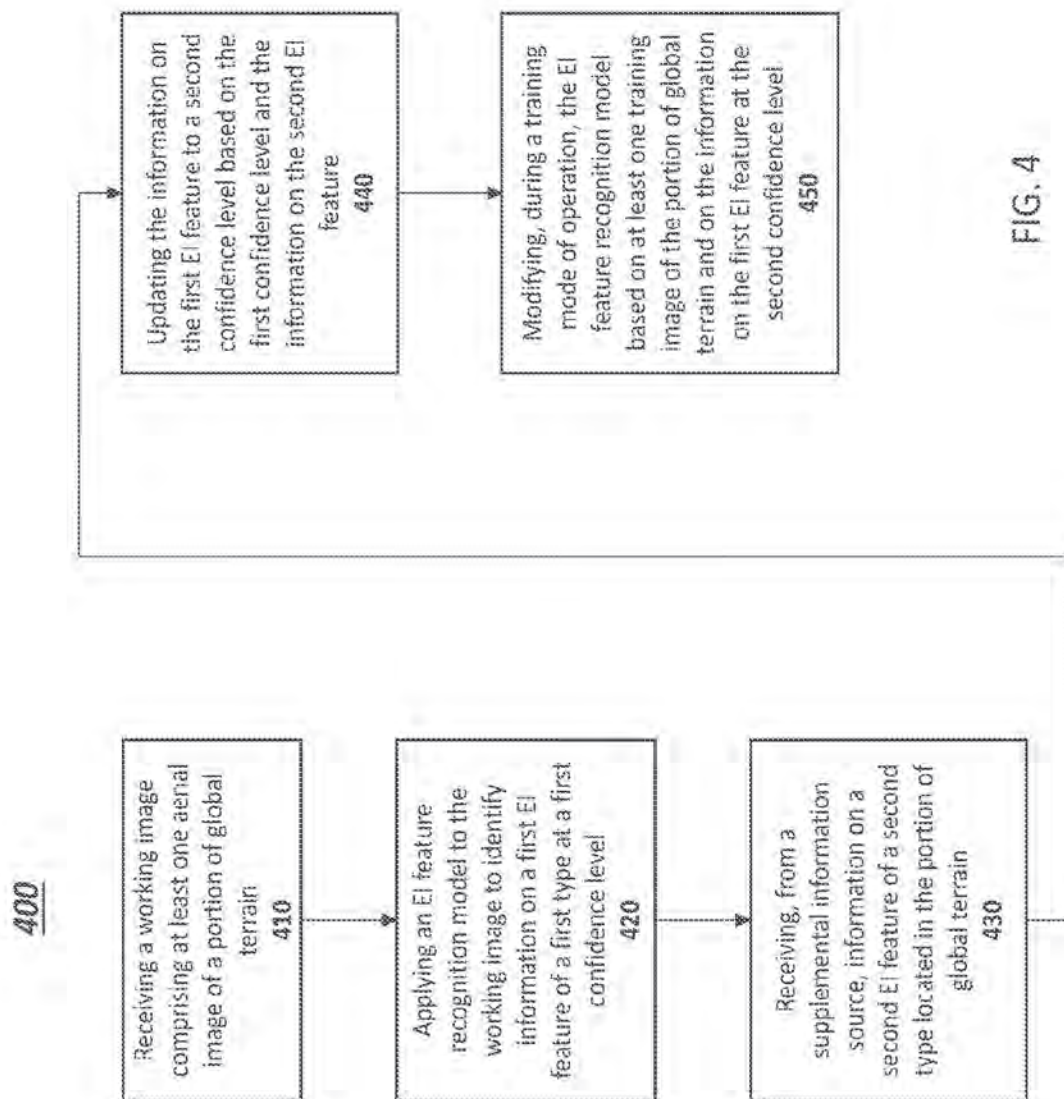 400
Receiving a working image
comprising at least one aerial
image of a portion of global
terrain
410
Applying an EI feature
recognition model to the
working image to identify
information on a first EI
feature of a first type at a first
confidence level
420
Receiving, from a
supplemental information
source, information on a
second EI feature of a second
type located in the portion of
global terrain
430
Updating the information on
the first EI feature to a second
confidence level based on the
first confidence level and the
information on the second EI
feature
440
Modifying, during a training
mode of operation, the EI
feature recognition model
based on at least one training
image of the portion of global
terrain and on the information
on the first EI feature at the
second confidence level
450
FIG. 4